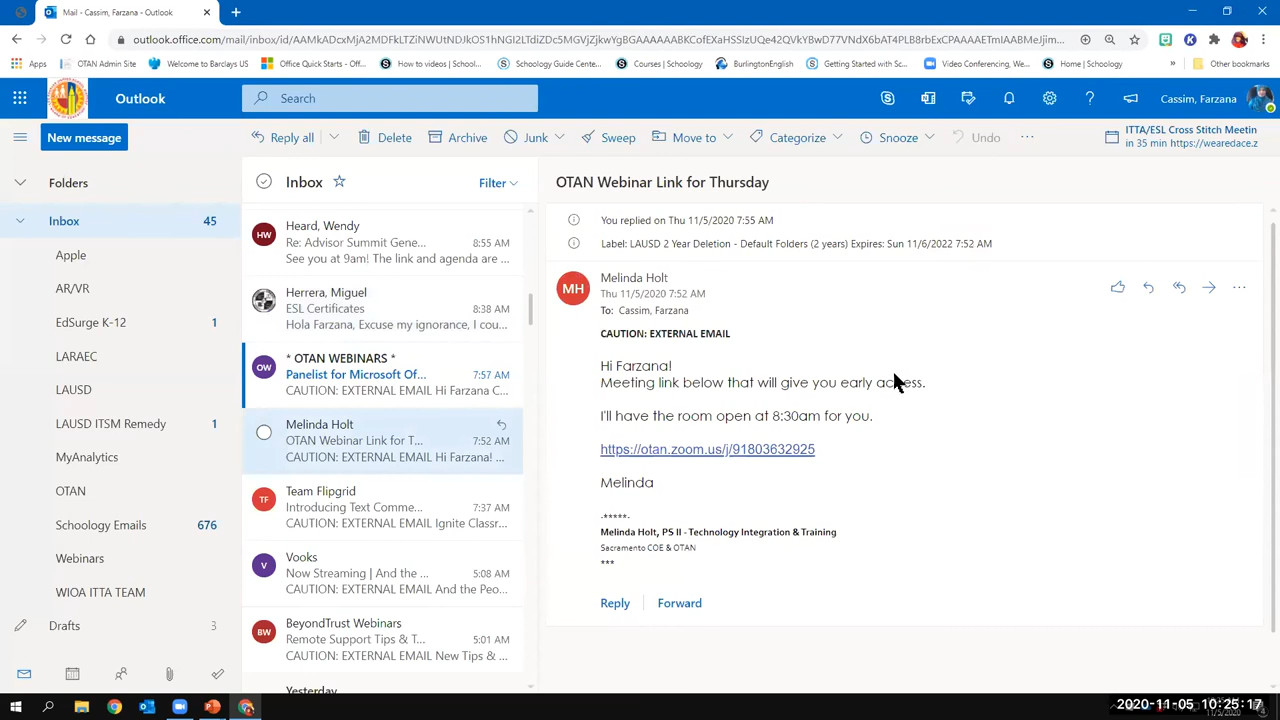 Mail - Cassim, Farzana - Outlook
outlook.office.com/mail/inbox/id/AAMkADcxMjA2MDFkLTZiNWUtNDJkOS1hNGI2LTdiZDc5MGVjZjkwYgBGAAAAAABKCofEXaHSSIzUQe42QVkYBwD77VNdX6bAT4PLB8rbExCPAAAAETmIAABMeJjim...
Apps
OTAN Admin Site
Welcome to Barclays US
Office Quick Starts - Off...
How to videos | School...
Schoology Guide Cente...
Courses | Schoology
BurlingtonEnglish
Getting Started with Sc...
Video Conferencing, We...
Home | Schoology
»
Other bookmarks
Outlook
Search
Cassim, Farzana
New message
Reply all
Delete
Archive
Junk
Sweep
Move to
Categorize
Snooze
Undo
ITTA/ESL Cross Stitch Meetin
in 35 min https://wearedace.z
Folders
Inbox 45
Apple
AR/VR
EdSurge K-12 1
LARAEC
LAUSD
LAUSD ITSM Remedy 1
MyAnalytics
OTAN
Schoology Emails 676
Webinars
WIOA ITTA TEAM
Drafts 3
Inbox
Filter
HW
Heard, Wendy
Re: Advisor Summit Gene... 8:55 AM
See you at 9am! The link and agenda are ...
Herrera, Miguel
ESL Certificates 8:38 AM
Hola Farzana, Excuse my ignorance, I cou...
OW
* OTAN WEBINARS *
Panelist for Microsoft Of... 7:57 AM
CAUTION: EXTERNAL EMAIL Hi Farzana C...
Melinda Holt
OTAN Webinar Link for T... 7:52 AM
CAUTION: EXTERNAL EMAIL Hi Farzana! ...
TF
Team Flipgrid
Introducing Text Comme... 7:37 AM
CAUTION: EXTERNAL EMAIL Ignite Classr...
V
Vooks
Now Streaming | And the ... 5:08 AM
CAUTION: EXTERNAL EMAIL And the Peo...
BW
BeyondTrust Webinars
Remote Support Tips & T... 5:01 AM
CAUTION: EXTERNAL EMAIL New Tips & ...
Yesterday
OTAN Webinar Link for Thursday
You replied on Thu 11/5/2020 7:55 AM
Label: LAUSD 2 Year Deletion - Default Folders (2 years) Expires: Sun 11/6/2022 7:52 AM
MH
Melinda Holt
Thu 11/5/2020 7:52 AM
To: Cassim, Farzana
CAUTION: EXTERNAL EMAIL
Hi Farzana!
Meeting link below that will give you early access.
I'll have the room open at 8:30am for you.
https://otan.zoom.us/j/91803632925
Melinda
-*****-
Melinda Holt, PS II - Technology Integration & Training
Sacramento COE & OTAN
***
Reply
Forward
2020-11-05 10:25:17